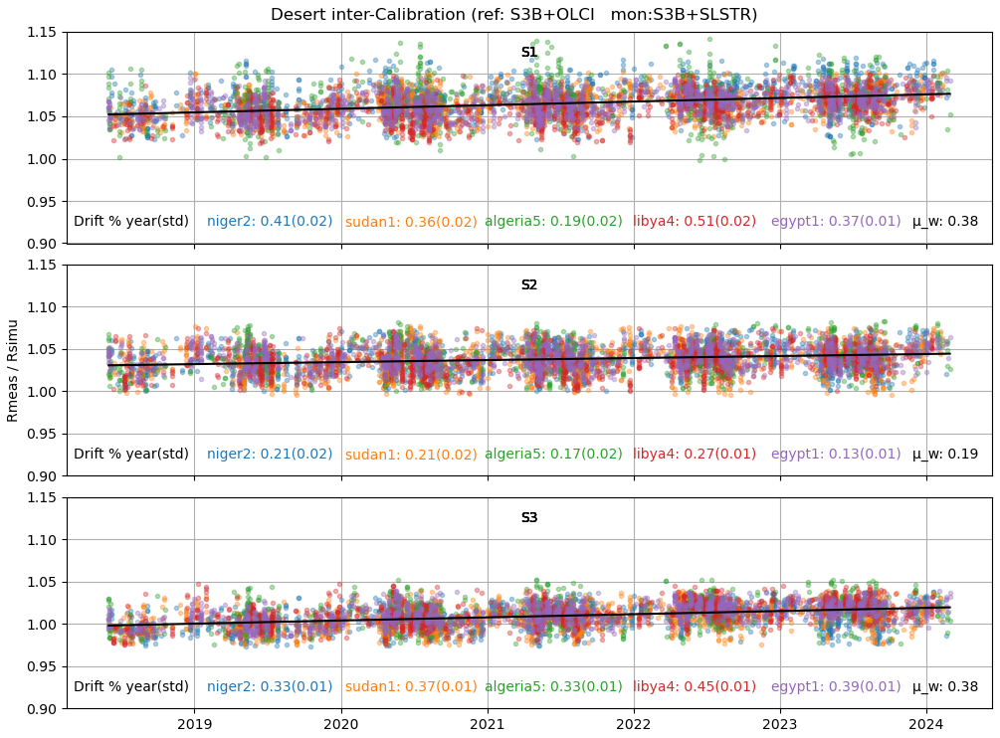 Desert inter-Calibration (ref: S3B+OLCI   mon:S3B+SLSTR)
1.15
S1
1.10
1.05
1.00
0.95
Drift % year(std) niger2: 0.41(0.02) sudan1: 0.36(0.02) algeria5: 0.19(0.02) libya4: 0.51(0.02) egypt1: 0.37(0.01) μ_w: 0.38
0.90
1.15
S2
1.10
1.05
Rmeas / Rsimu
1.00
0.95
Drift % year(std) niger2: 0.21(0.02) sudan1: 0.21(0.02) algeria5: 0.17(0.02) libya4: 0.27(0.01) egypt1: 0.13(0.01) μ_w: 0.19
0.90
1.15
S3
1.10
1.05
1.00
0.95
Drift % year(std) niger2: 0.33(0.01) sudan1: 0.37(0.01) algeria5: 0.33(0.01) libya4: 0.45(0.01) egypt1: 0.39(0.01) μ_w: 0.38
0.90
2019 2020 2021 2022 2023 2024